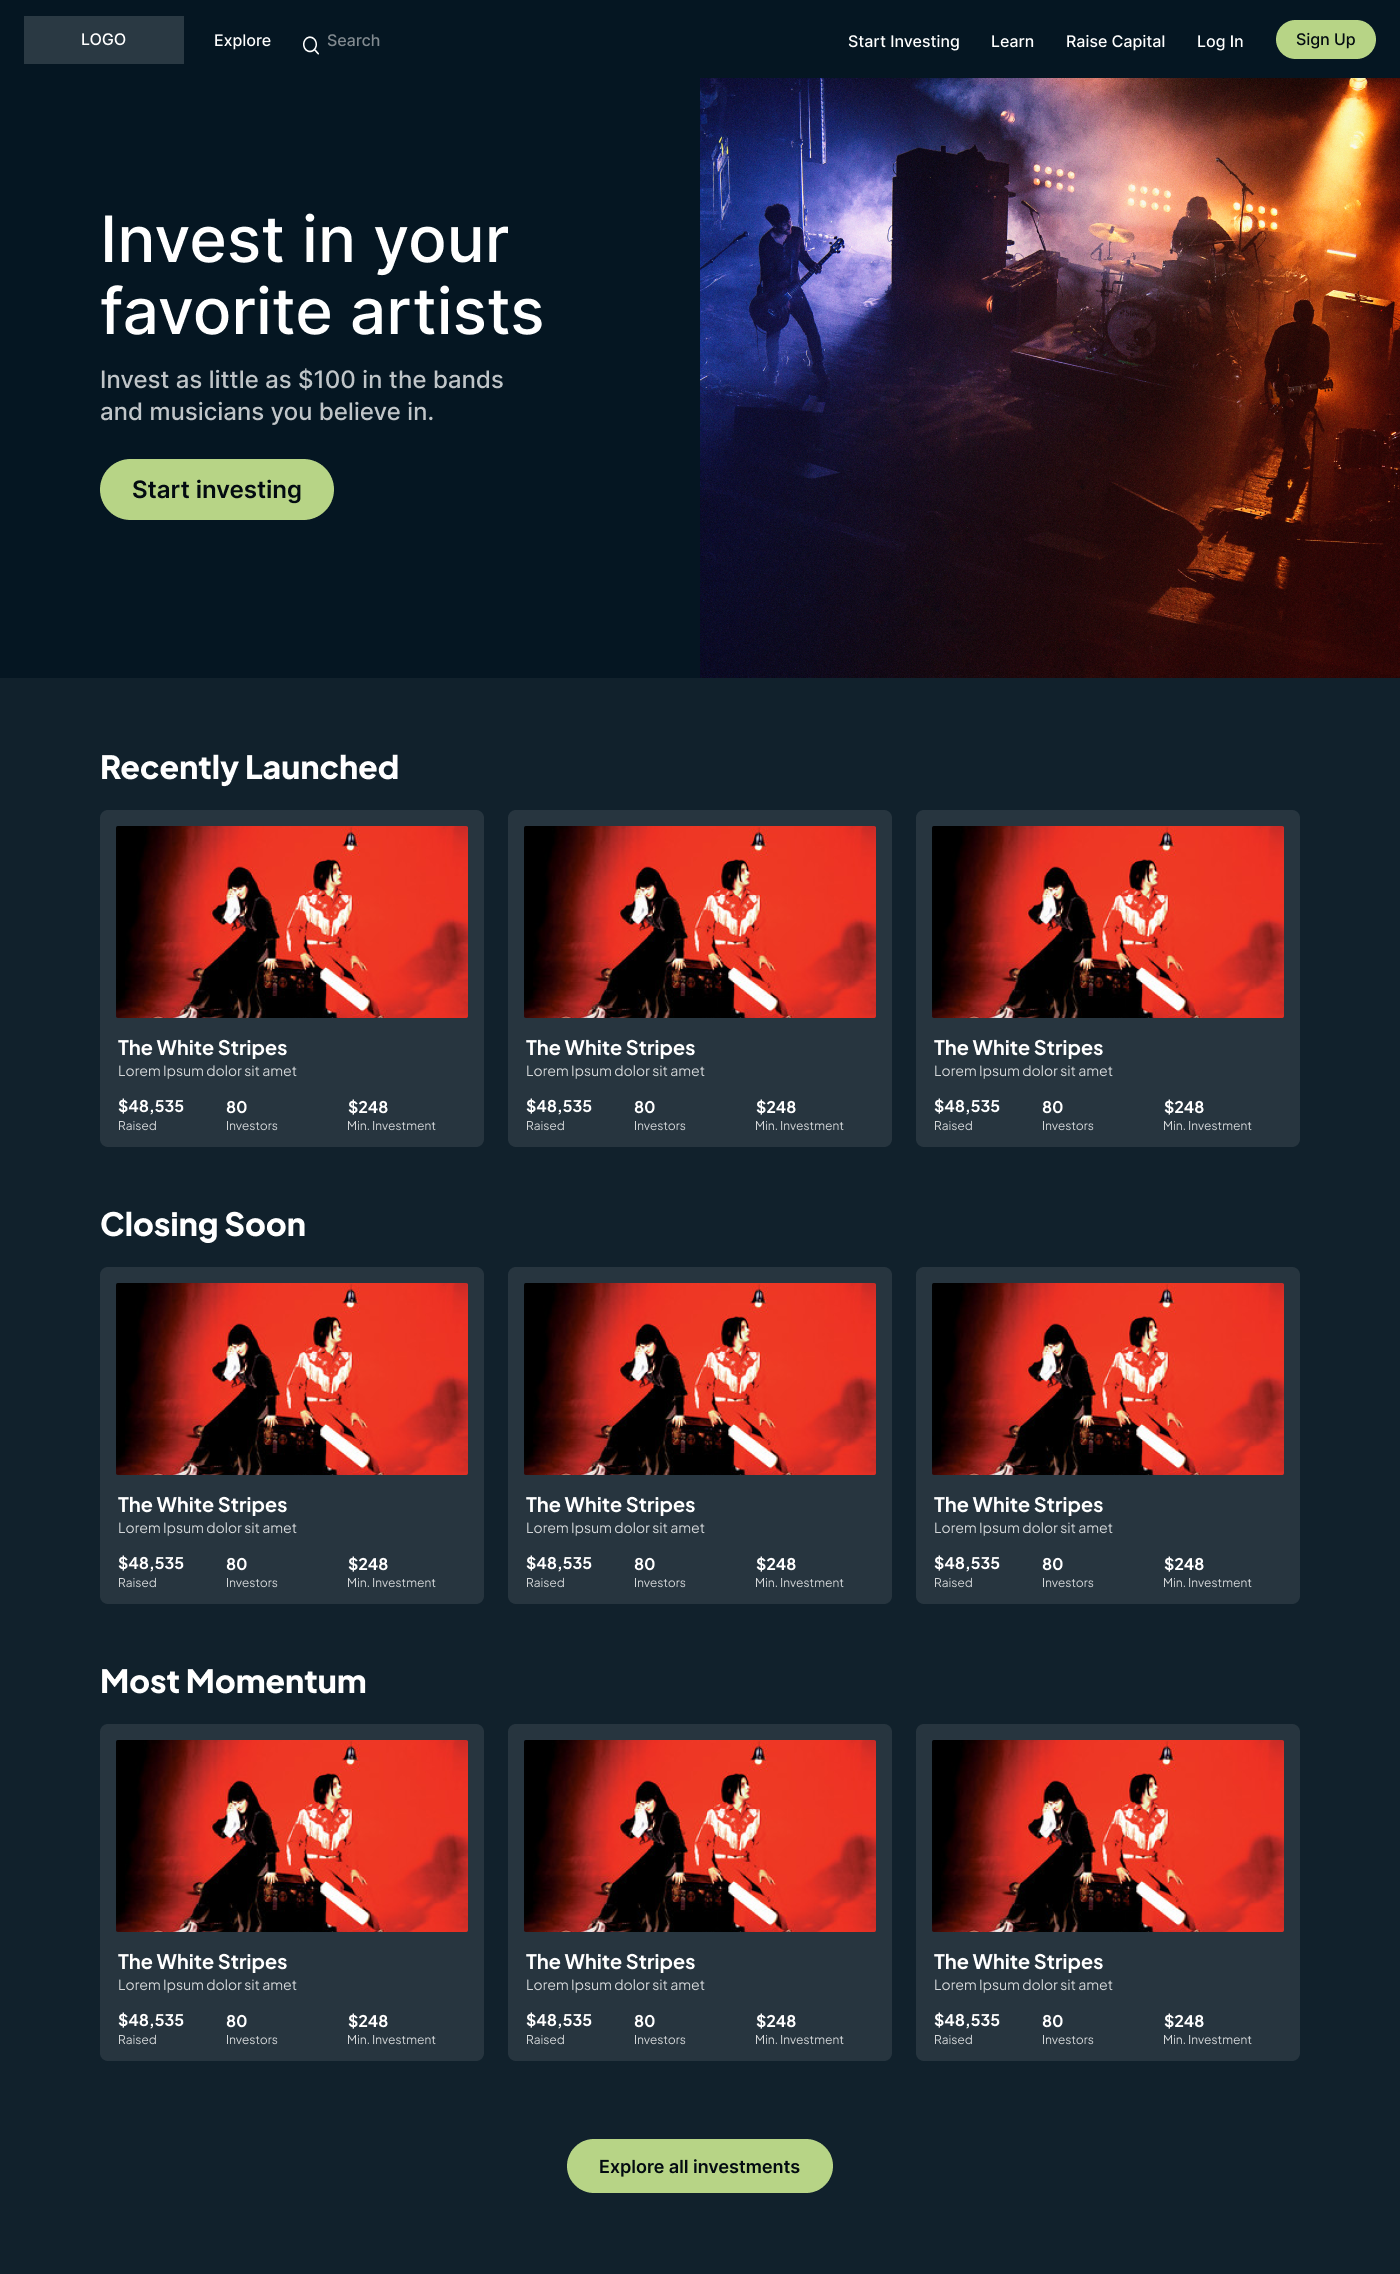 LOGO
Explore
Search
Start Investing
Learn
Raise Capital
Log In
Sign Up
Invest in your
favorite artists
Invest as little as $100 in the bands
and musicians you believe in.
Start investing
Recently Launched
The White Stripes
Lorem Ipsum dolor sit amet
$48,535
Raised
80
Investors
$248
Min. Investment
The White Stripes
Lorem Ipsum dolor sit amet
$48,535
Raised
80
Investors
$248
Min. Investment
The White Stripes
Lorem Ipsum dolor sit amet
$48,535
Raised
80
Investors
$248
Min. Investment
Closing Soon
The White Stripes
Lorem Ipsum dolor sit amet
$48,535
Raised
80
Investors
$248
Min. Investment
The White Stripes
Lorem Ipsum dolor sit amet
$48,535
Raised
80
Investors
$248
Min. Investment
The White Stripes
Lorem Ipsum dolor sit amet
$48,535
Raised
80
Investors
$248
Min. Investment
Most Momentum
The White Stripes
Lorem Ipsum dolor sit amet
$48,535
Raised
80
Investors
$248
Min. Investment
The White Stripes
Lorem Ipsum dolor sit amet
$48,535
Raised
80
Investors
$248
Min. Investment
The White Stripes
Lorem Ipsum dolor sit amet
$48,535
Raised
80
Investors
$248
Min. Investment
Explore all investments